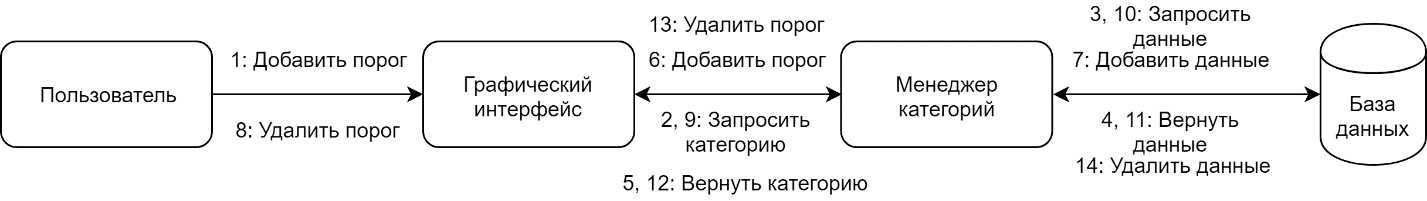 Пользователь
1: Добавить порог
8: Удалить порог
Графический
интерфейс
13: Удалить порог
6: Добавить порог
2, 9: Запросить
категорию
5, 12: Вернуть категорию
Менеджер
категорий
3, 10: Запросить
данные
7: Добавить данные
4, 11: Вернуть
данные
14: Удалить данные
База
данных